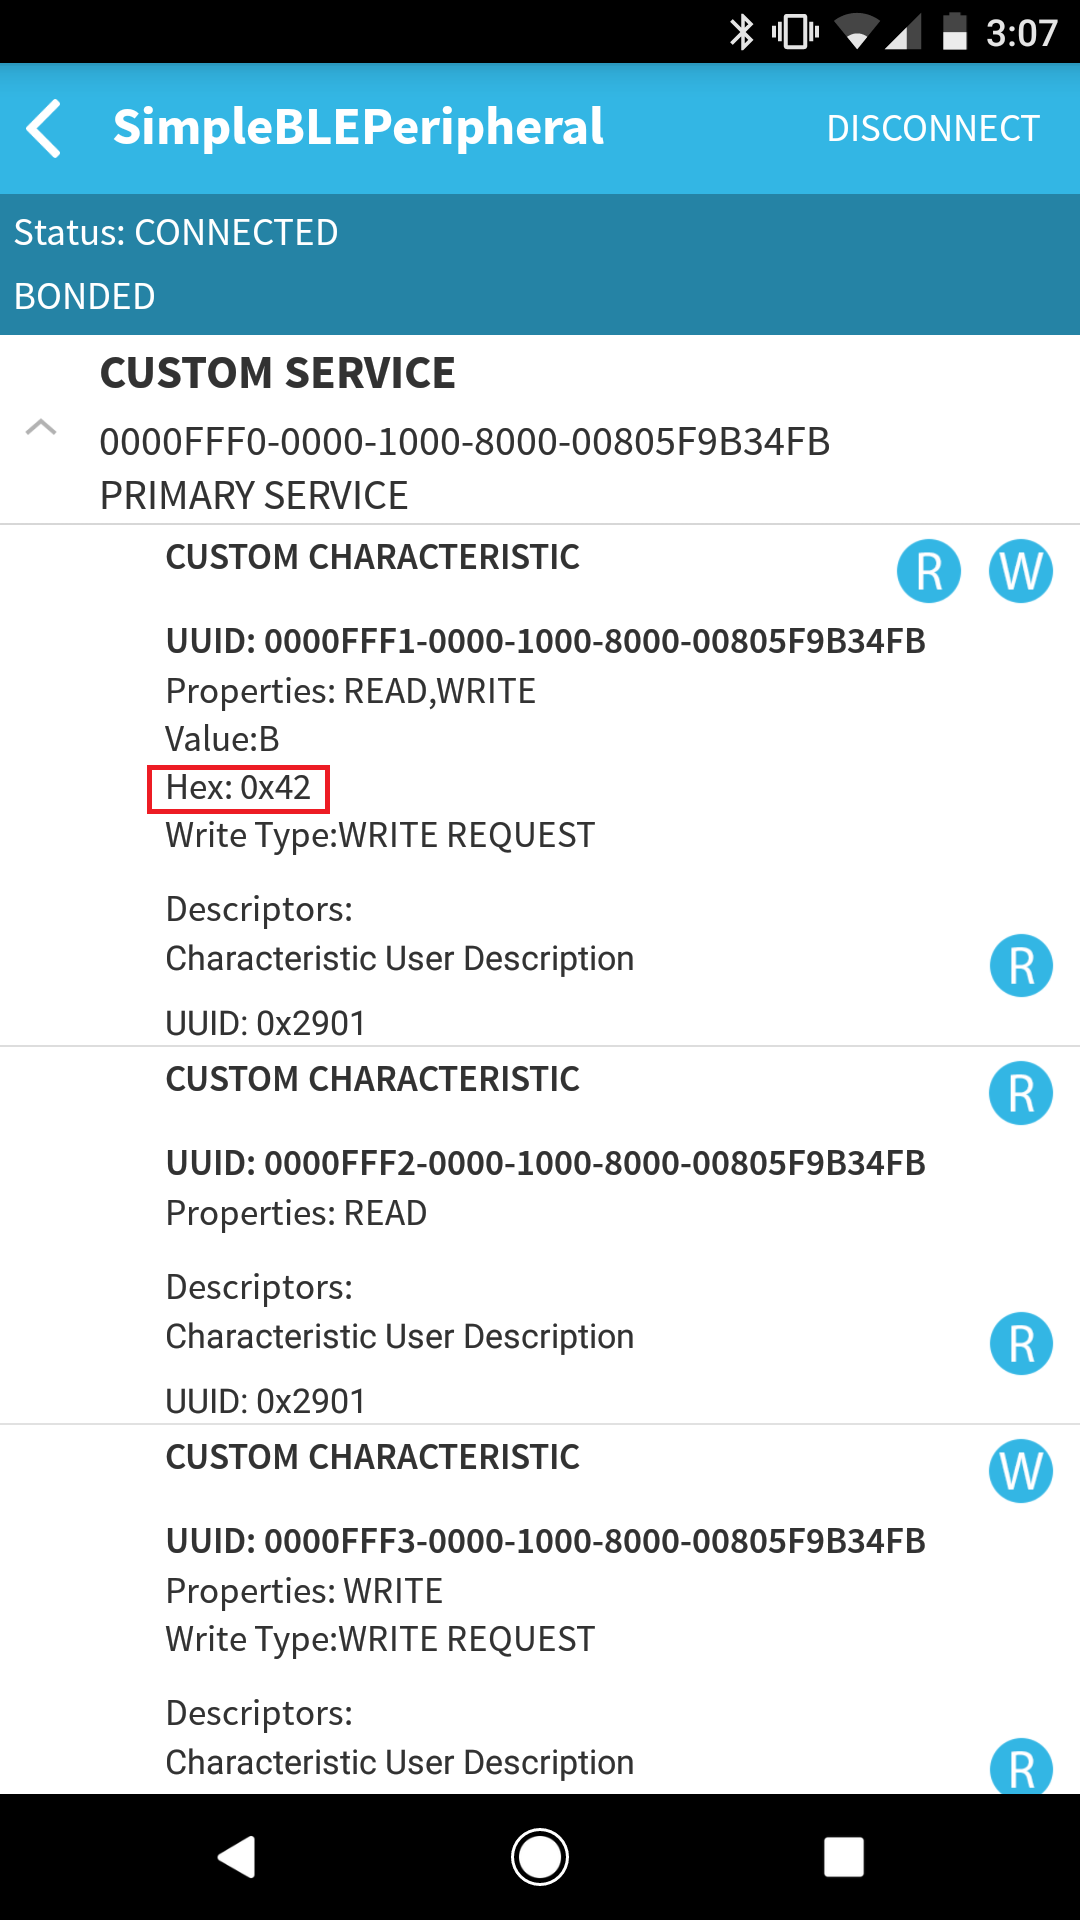 3:07
SimpleBLEPeripheral DISCONNECT
Status: CONNECTED
BONDED
CUSTOM SERVICE
0000FFF0-0000-1000-8000-00805F9B34FB
PRIMARY SERVICE
CUSTOM CHARACTERISTIC R W
UUID: 0000FFF1-0000-1000-8000-00805F9B34FB
Properties: READ,WRITE
Value:B
Hex: 0x42
Write Type:WRITE REQUEST
Descriptors:
Characteristic User Description R
UUID: 0x2901
CUSTOM CHARACTERISTIC R
UUID: 0000FFF2-0000-1000-8000-00805F9B34FB
Properties: READ
Descriptors:
Characteristic User Description R
UUID: 0x2901
CUSTOM CHARACTERISTIC W
UUID: 0000FFF3-0000-1000-8000-00805F9B34FB
Properties: WRITE
Write Type:WRITE REQUEST
Descriptors:
Characteristic User Description R